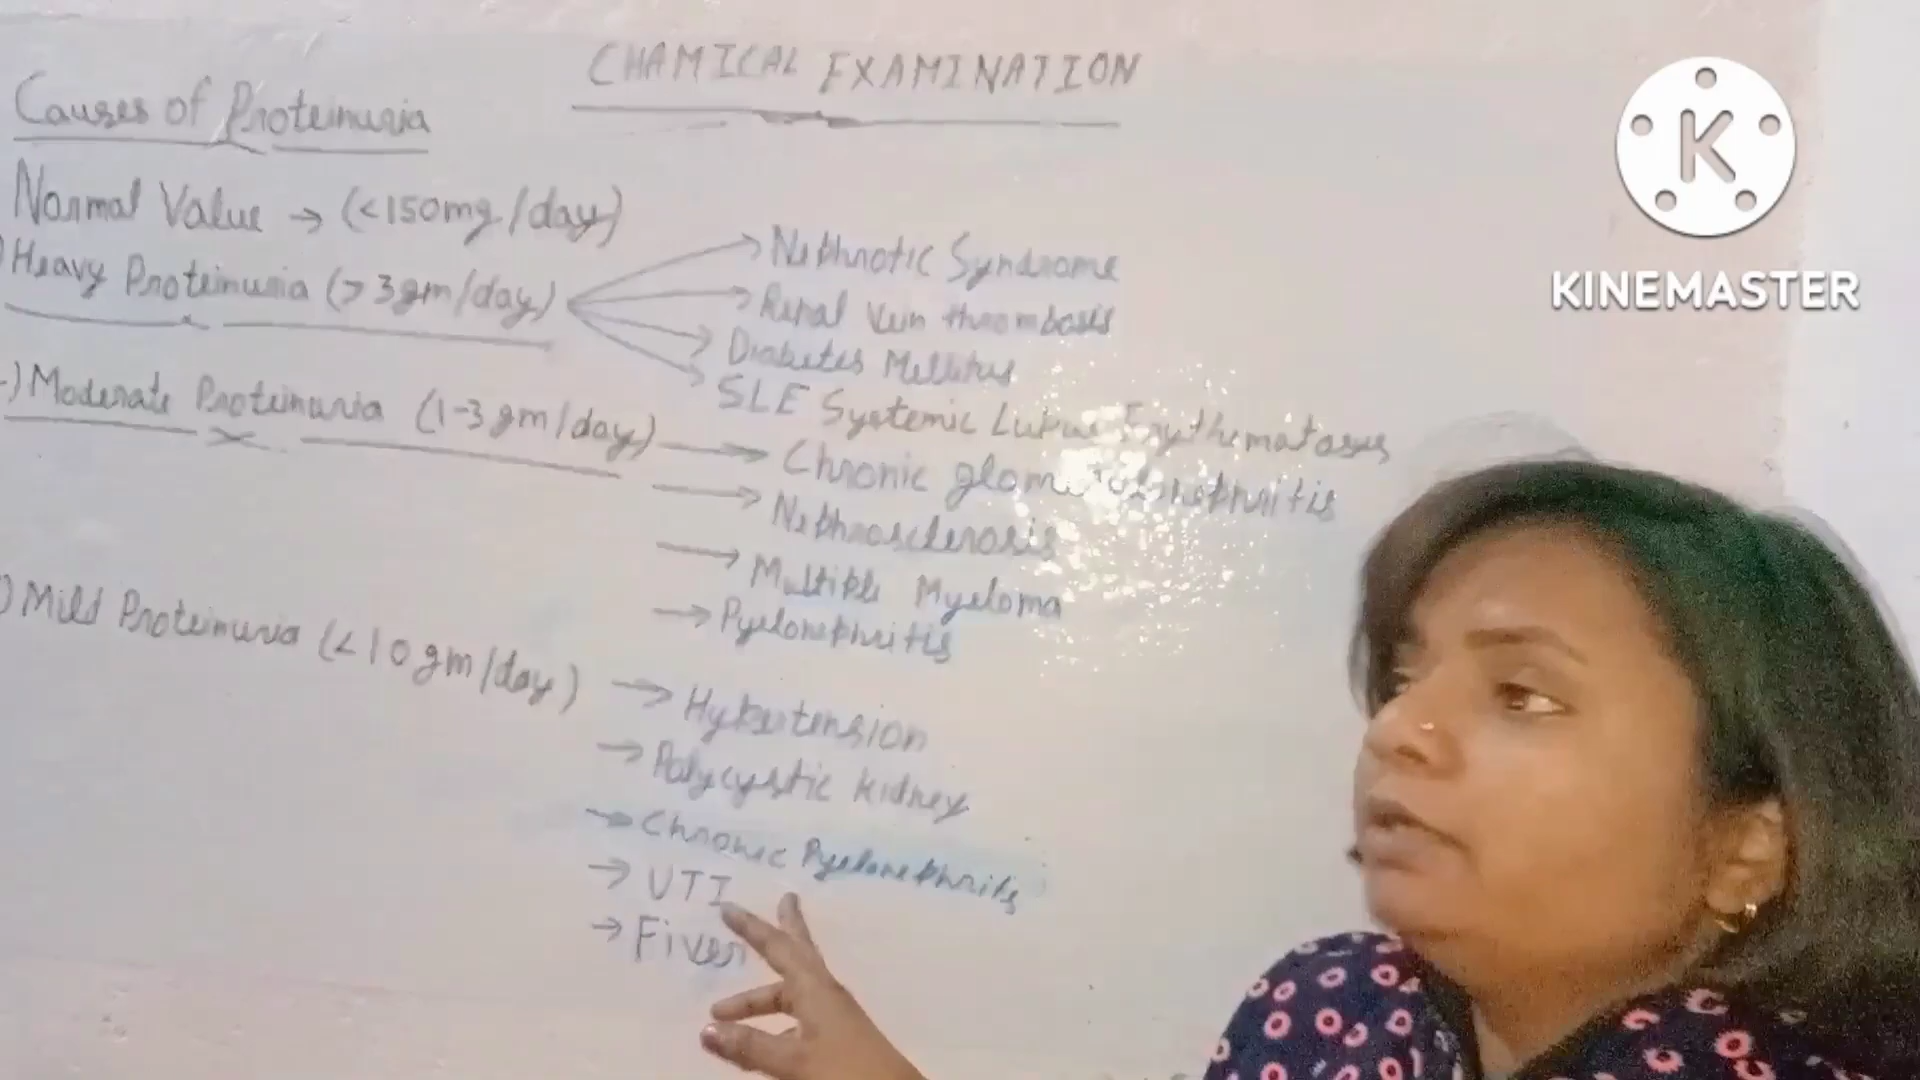 CHAMICAL EXAMINATION
Causes of Proteinuria
Normal Value → (<150mg/day)
Heavy Proteinuria (>3gm/day)
→ Nephrotic Syndrome
→ Renal Vein thrombosis
→ Diabetes Mellitus
→ SLE Systemic Lupus Erythematosus
Moderate Proteinuria (1-3gm/day)
→ Chronic glomerulonephritis
→ Nephrosclerosis
→ Multiple Myeloma
→ Pyelonephritis
Mild Proteinuria (<10gm/day)
→ Hypertension
→ Polycystic kidney
→ Chronic Pyelonephritis
→ UTI
→ Fiver
K
KINEMASTER